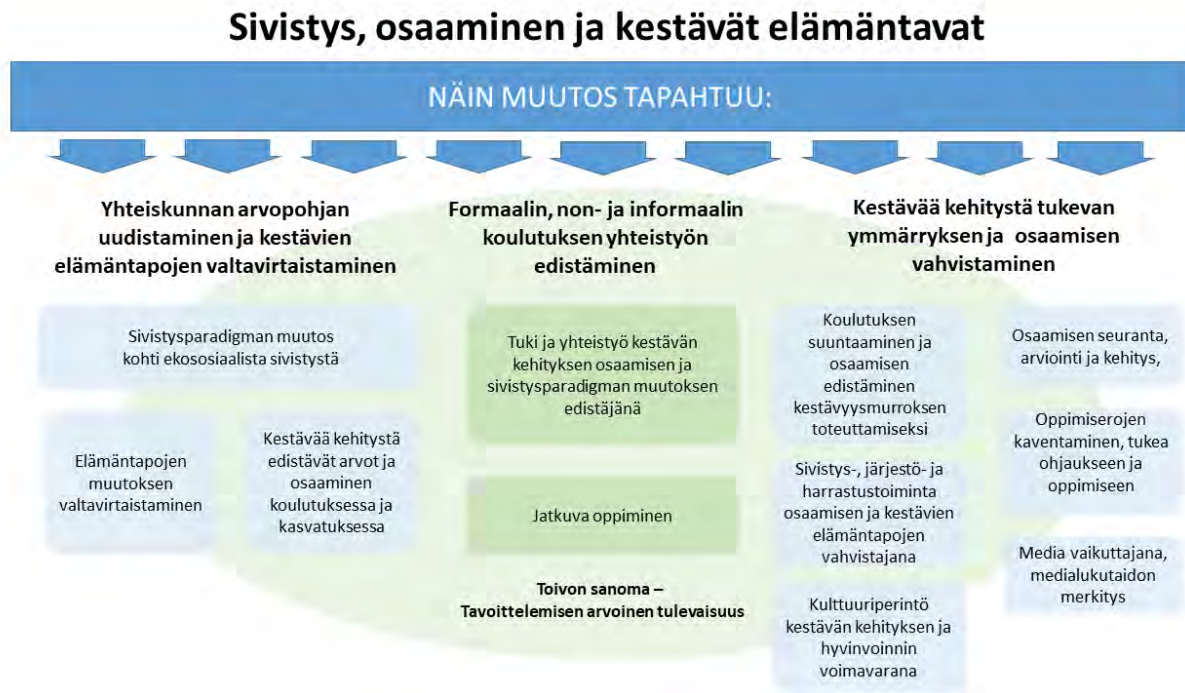 Sivistys, osaaminen ja kestävät elämäntavat
NÄIN MUUTOS TAPAHTUU:
Yhteiskunnan arvopohjan
uudistaminen ja kestävien
elämäntapojen valtavirtaistaminen
Sivistysparadigman muutos
kohti ekososiaalista sivistystä
Elämäntapojen
muutoksen
valtavirtaistaminen
Kestävää kehitystä
edistävät arvot ja
osaaminen
koulutuksessa ja
kasvatuksessa
Formaalin, non- ja informaalin
koulutuksen yhteistyön
edistäminen
Tuki ja yhteistyö kestävän
kehityksen osaamisen ja
sivistysparadigman muutoksen
edistäjänä
Jatkuva oppiminen
Toivon sanoma –
Tavoittelemisen arvoinen tulevaisuus
Kestävää kehitystä tukevan
ymmärryksen ja osaamisen
vahvistaminen
Koulutuksen
suuntaaminen ja
osaamisen
edistäminen
kestävyysmurroksen
toteuttamiseksi
Sivistys-, järjestö- ja
harrastustoiminta
osaamisen ja kestävien
elämäntapojen
vahvistajana
Kulttuuriperintö
kestävän kehityksen ja
hyvinvoinnin
voimavarana
Osaamisen seuranta,
arviointi ja kehitys,
Oppimiserojen
kaventaminen, tukea
ohjaukseen ja
oppimiseen
Media vaikuttajana,
medialukutaidon
merkitys